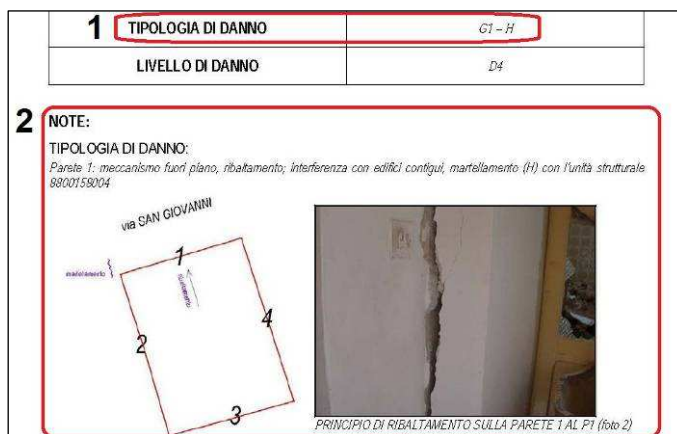 1 TIPOLOGIA DI DANNO G1 – H
LIVELLO DI DANNO D4
2 NOTE:
TIPOLOGIA DI DANNO:
Parete 1: meccanismo fuori piano, ribaltamento; interferenza con edifici contigui, martellamento (H) con l'unità strutturale
8800158004
via SAN GIOVANNI
martellamento
1
ribaltamento
2
4
3
PRINCIPIO DI RIBALTAMENTO SULLA PARETE 1 AL P1 (foto 2)